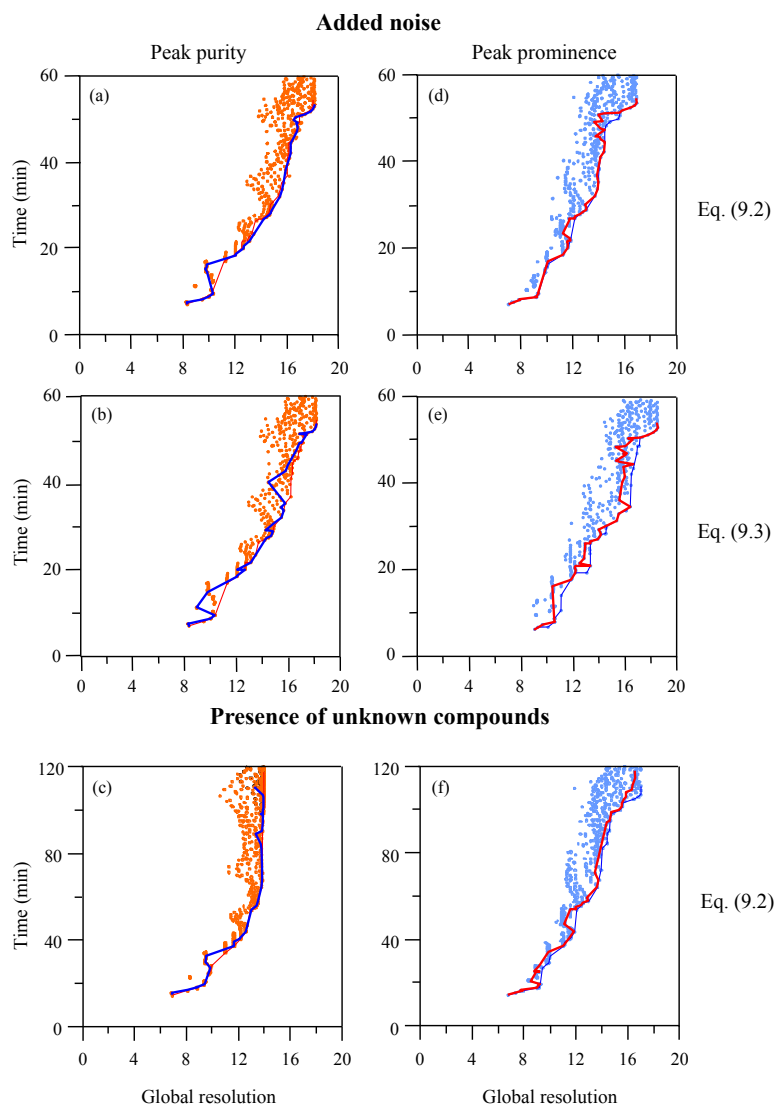 Added noise
Peak purity
Peak prominence
60
40
20
0
Time (min)
(a)
0 4 8 12 16 20
60
40
20
0
(d)
0 4 8 12 16 20
Eq. (9.2)
60
40
20
0
Time (min)
(b)
0 4 8 12 16 20
60
40
20
0
(e)
0 4 8 12 16 20
Eq. (9.3)
Presence of unknown compounds
120
80
40
0
Time (min)
(c)
0 4 8 12 16 20
Global resolution
120
80
40
0
(f)
0 4 8 12 16 20
Global resolution
Eq. (9.2)